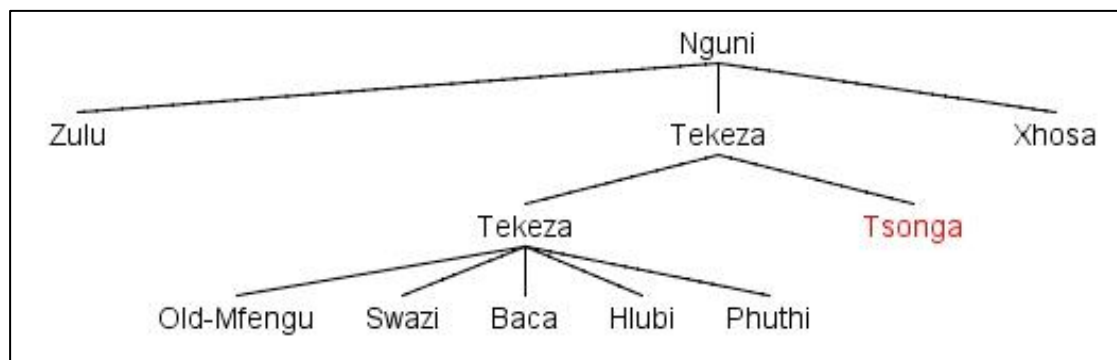 Nguni
Zulu Tekeza Xhosa
Tekeza Tsonga
Old-Mfengu Swazi Baca Hlubi Phuthi